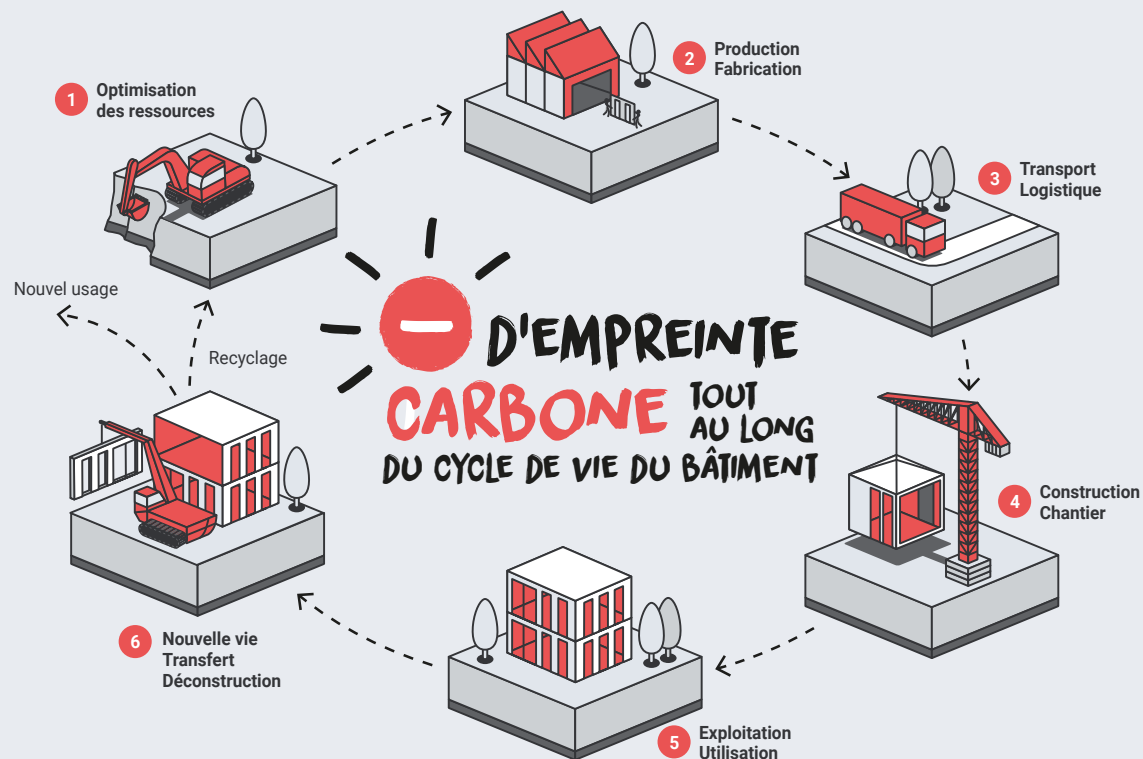 1 Optimisation
des ressources
2 Production
Fabrication
3 Transport
Logistique
4 Construction
Chantier
5 Exploitation
Utilisation
6 Nouvelle vie
Transfert
Déconstruction
Nouvel usage
Recyclage
– D'EMPREINTE
CARBONE TOUT
AU LONG
DU CYCLE DE VIE DU BÂTIMENT